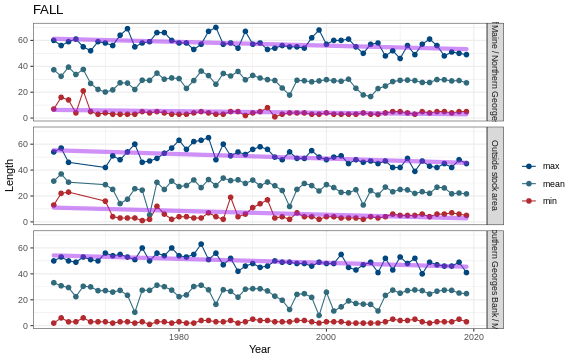 FALL
60
40
20
0
Maine / Northern George
60
40
20
0
Outside stock area
60
40
20
0
outhern Georges Bank / M
1980
2000
2020
Year
Length
max
mean
min